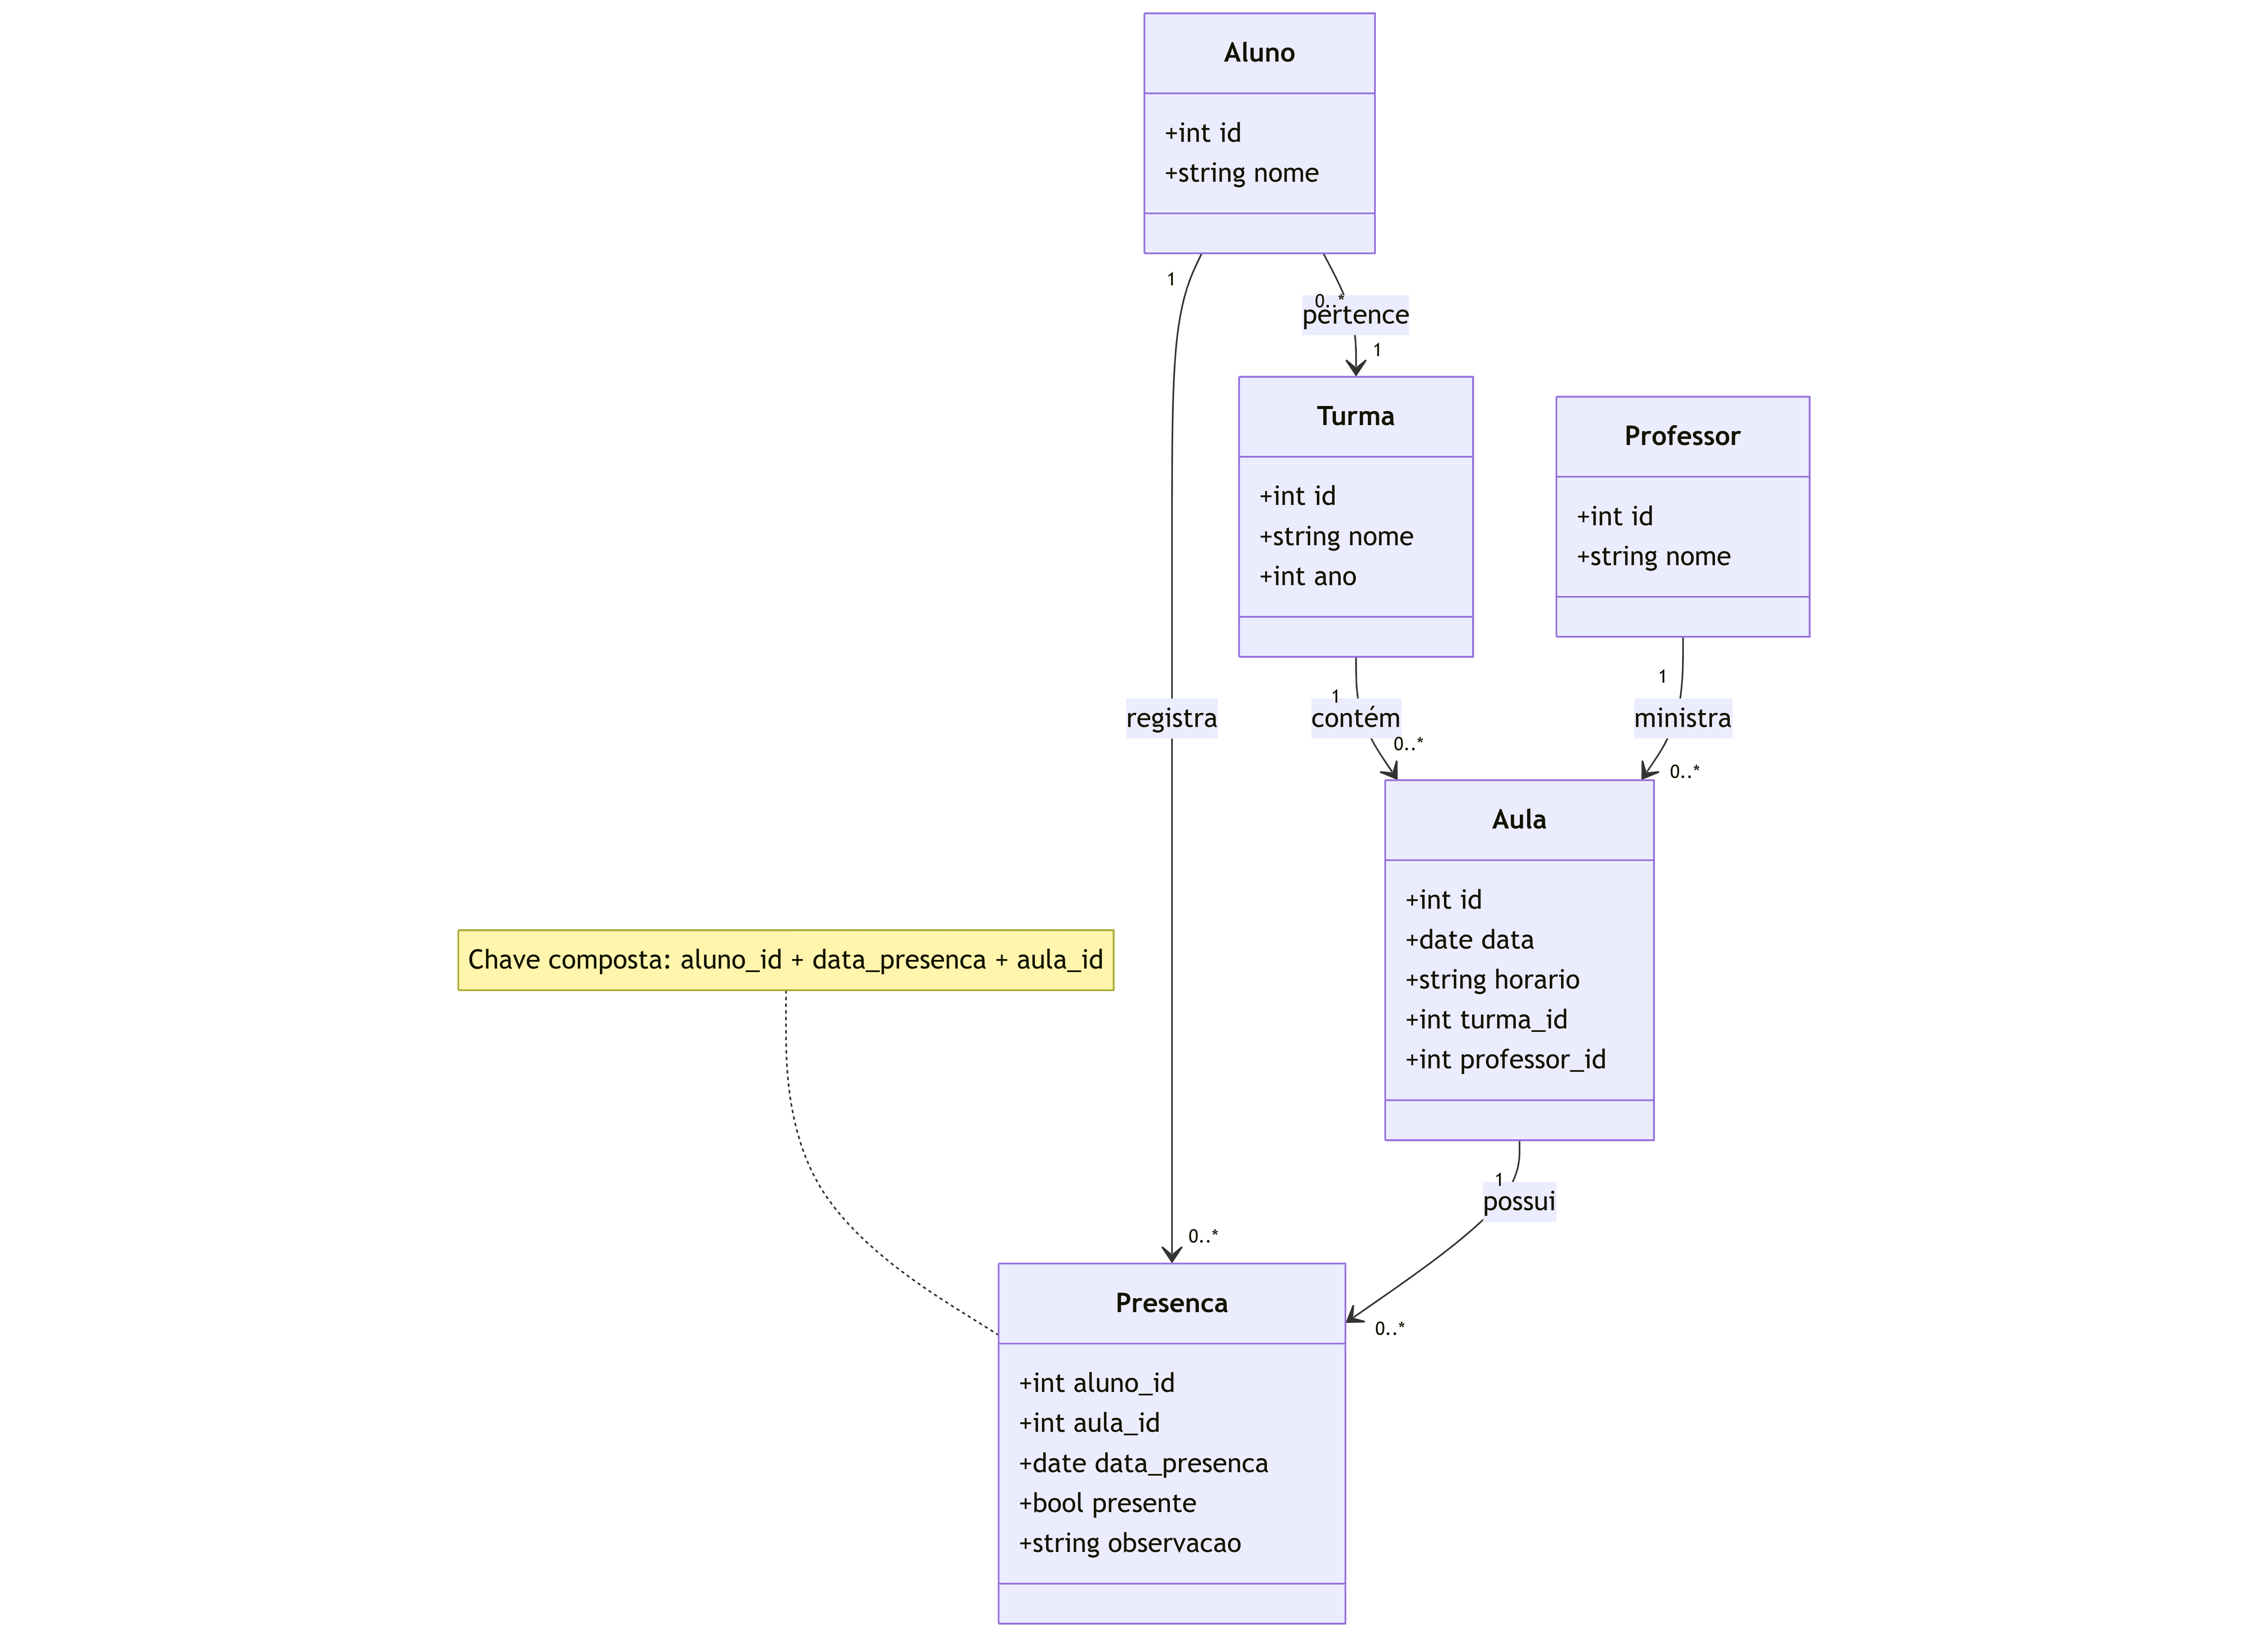 Aluno
+int id
+string nome
1
0..*
pertence
1
Turma
+int id
+string nome
+int ano
Professor
+int id
+string nome
1
1
registra
contém
ministra
0..*
0..*
Aula
+int id
+date data
+string horario
+int turma_id
+int professor_id
Chave composta: aluno_id + data_presenca + aula_id
1
possui
0..*
0..*
Presenca
+int aluno_id
+int aula_id
+date data_presenca
+bool presente
+string observacao